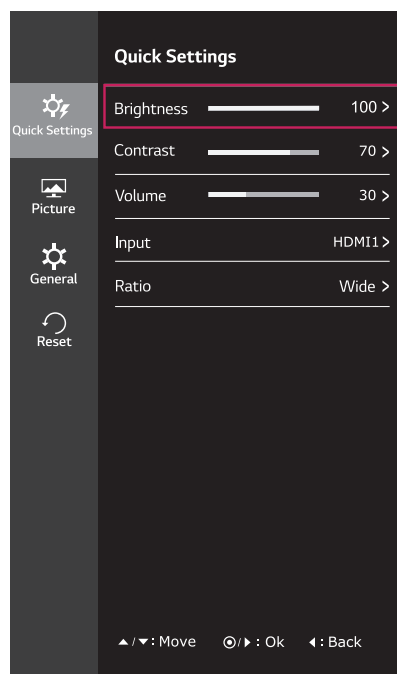 Quick Settings
Quick Settings
Brightness 100 >
Contrast 70 >
Volume 30 >
Input HDMI1 >
Ratio Wide >
Picture
General
Reset
▲/▼: Move ◉/▶ : Ok ◀ : Back